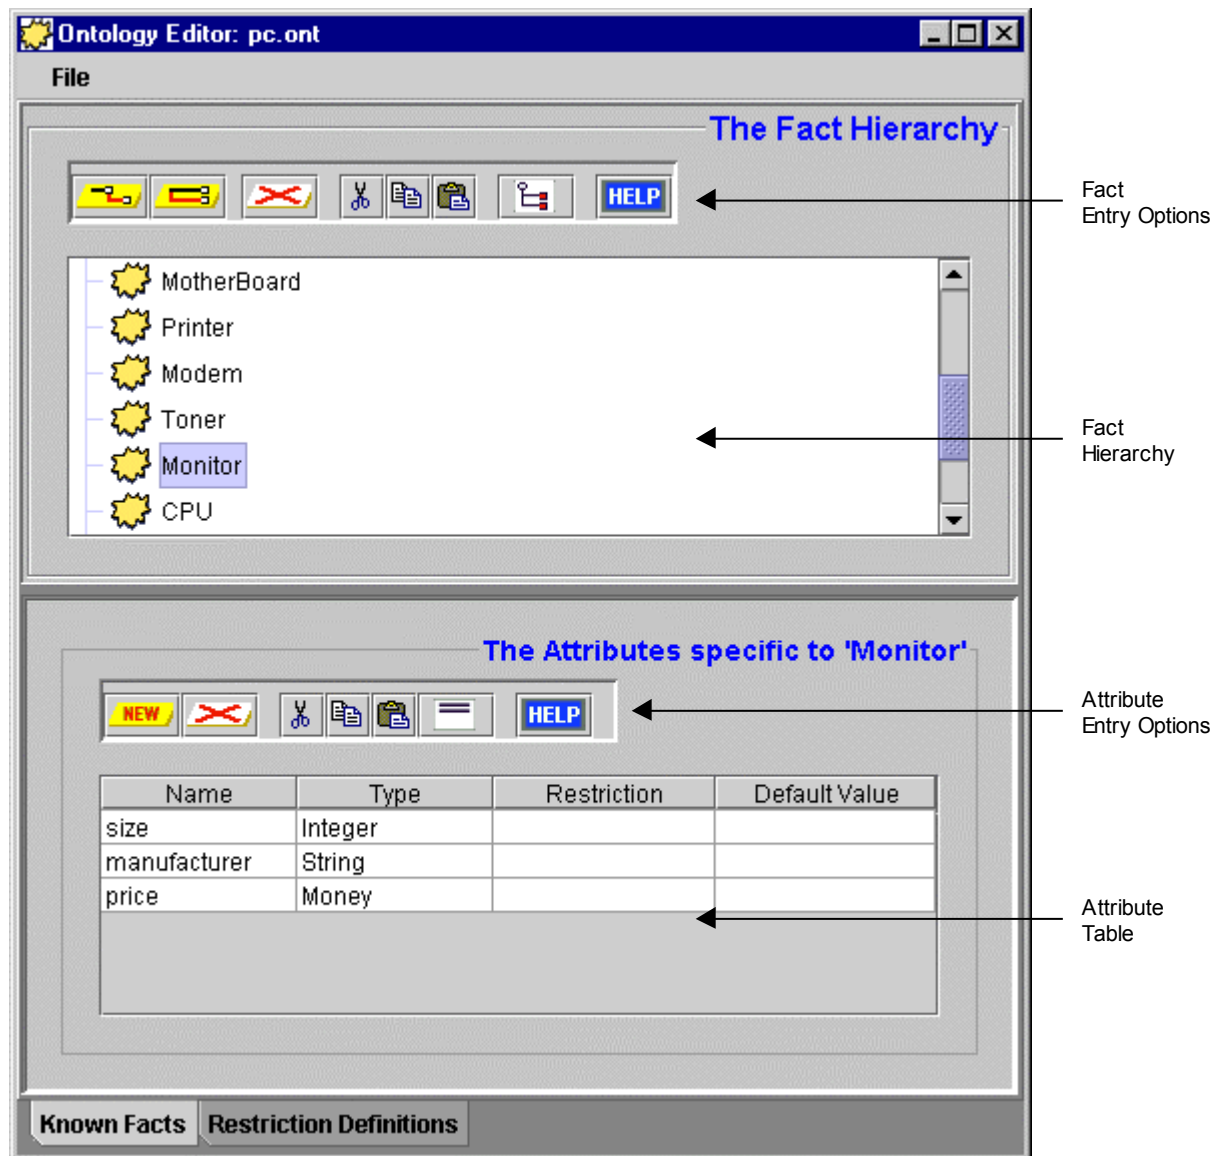 Ontology Editor: pc.ont
File
The Fact Hierarchy
HELP
Fact
Entry Options
MotherBoard
Printer
Modem
Toner
Monitor
CPU
Fact
Hierarchy
The Attributes specific to 'Monitor'
NEW HELP
Attribute
Entry Options
Name Type Restriction Default Value
size Integer
manufacturer String
price Money
Attribute
Table
Known Facts Restriction Definitions